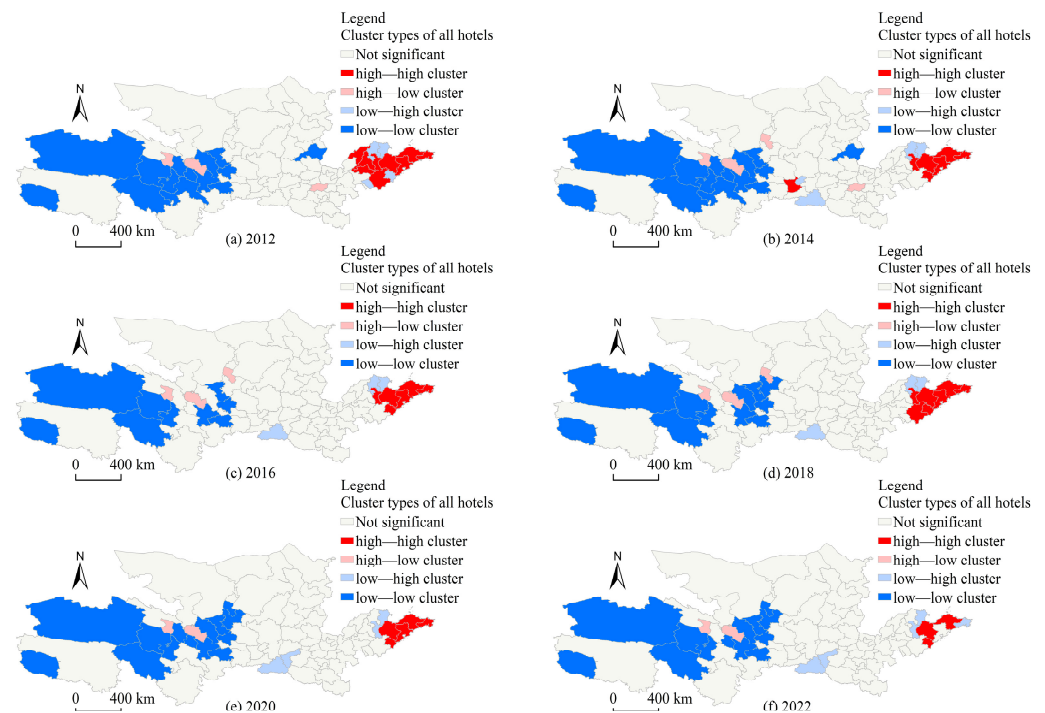 Legend
Cluster types of all hotels
Not significant
high—high cluster
high—low cluster
low—high cluster
low—low cluster
N
0 400 km
(a) 2012
Legend
Cluster types of all hotels
Not significant
high—high cluster
high—low cluster
low—high cluster
low—low cluster
N
0 400 km
(b) 2014
Legend
Cluster types of all hotels
Not significant
high—high cluster
high—low cluster
low—high cluster
low—low cluster
N
0 400 km
(c) 2016
Legend
Cluster types of all hotels
Not significant
high—high cluster
high—low cluster
low—high cluster
low—low cluster
N
0 400 km
(d) 2018
Legend
Cluster types of all hotels
Not significant
high—high cluster
high—low cluster
low—high cluster
low—low cluster
N
0 400 km
(e) 2020
Legend
Cluster types of all hotels
Not significant
high—high cluster
high—low cluster
low—high cluster
low—low cluster
N
0 400 km
(f) 2022